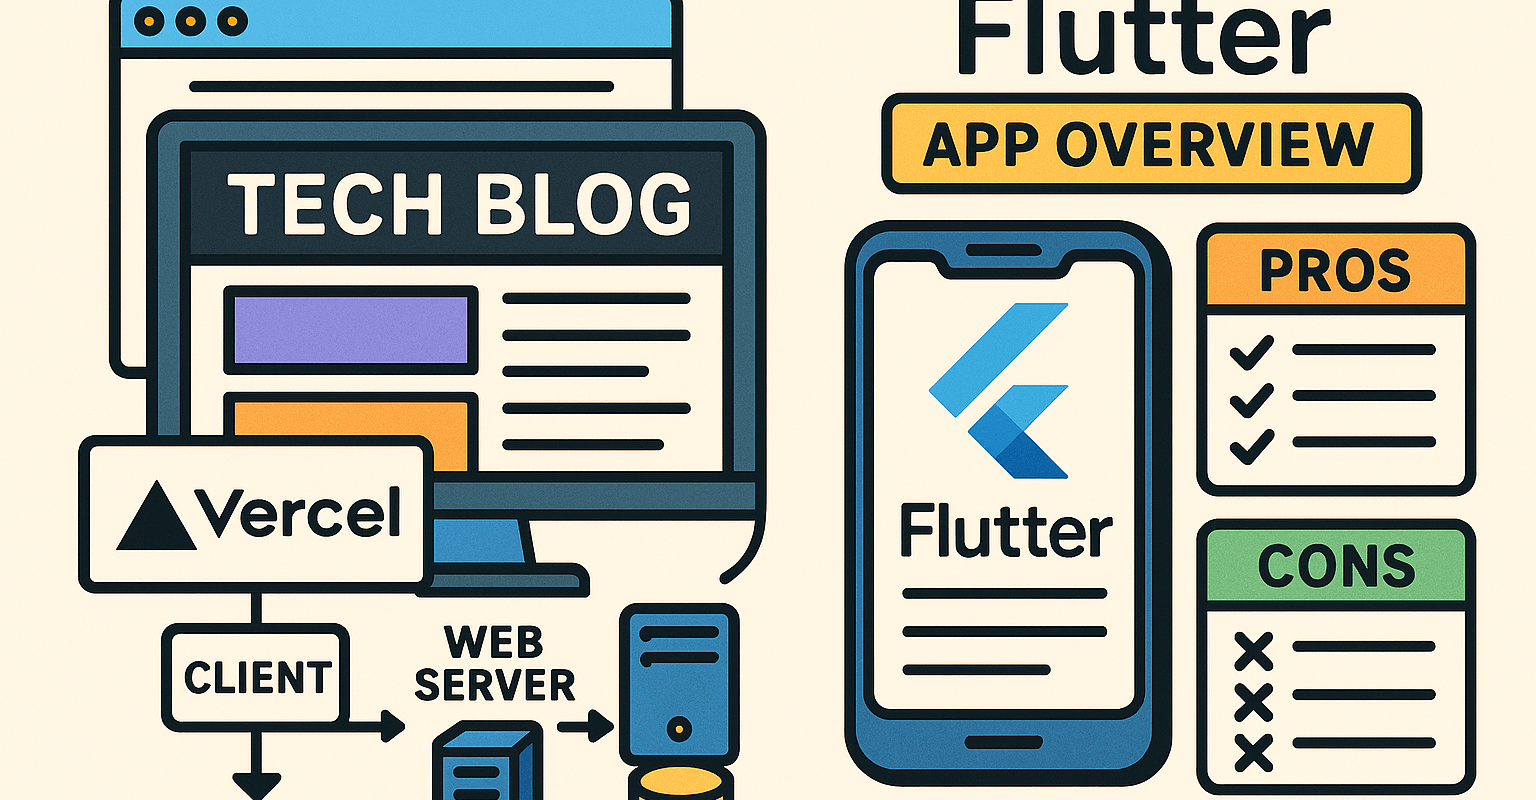 TECH BLOG
Vercel
CLIENT
WEB
SERVER
Flutter
APP OVERVIEW
Flutter
PROS
CONS